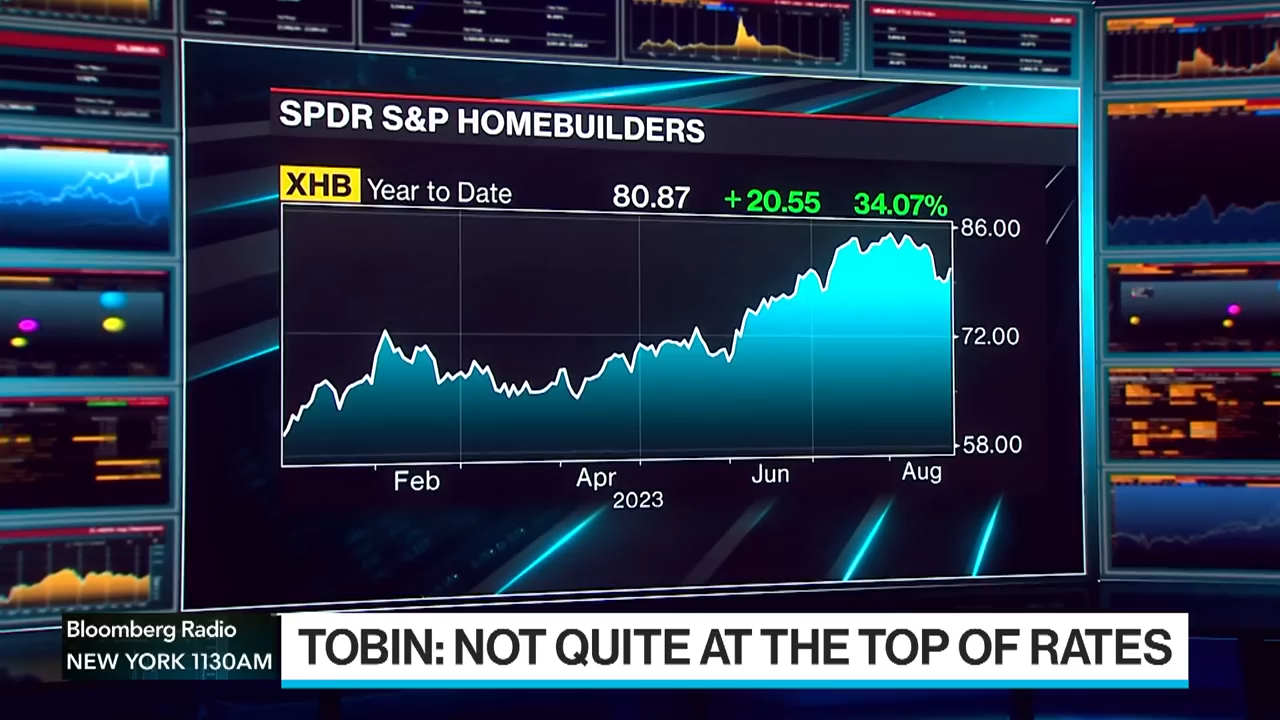 SPDR S&P HOMEBUILDERS
XHB Year to Date 80.87 +20.55 34.07%
86.00
72.00
58.00
Feb Apr Jun Aug
2023
Bloomberg Radio
NEW YORK 1130AM
TOBIN: NOT QUITE AT THE TOP OF RATES